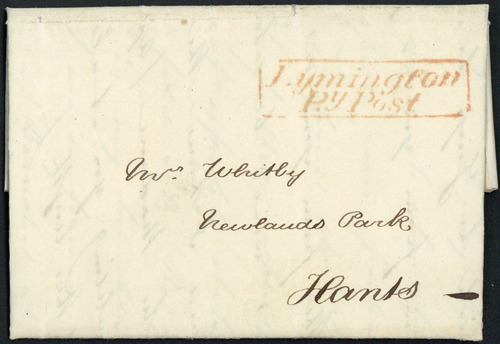 Lymington
Py Post
Mrs Whitby
Newlands Park
Hants